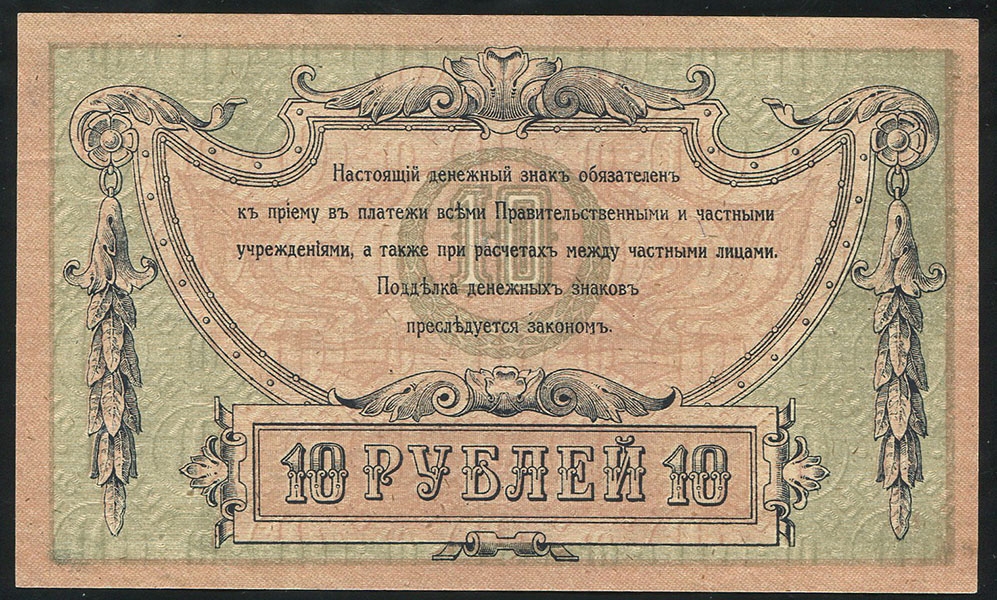 Настоящій денежный знакъ обязателенъ
къ пріему въ платежи всѣми Правительственными и частными
учрежденіями, а также при расчетахъ между частными лицами.
10
Поддѣлка денежныхъ знаковъ
преслѣдуется закономъ.
10 РУБЛЕЙ 10